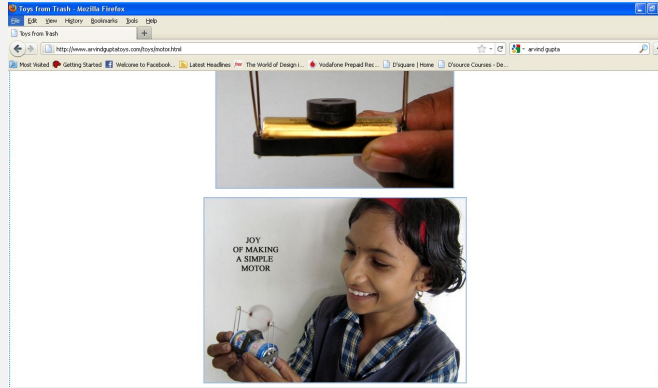 Toys from Trash - Mozilla Firefox
File Edit View History Bookmarks Tools Help
Toys from Trash
http://www.arvindguptatoys.com/toys/motor.html
arvind gupta
Most Visited Getting Started Welcome to Facebook... Latest Headlines The World of Design i... Vodafone Prepaid Rec... D'square | Home D'source Courses - De...
JOY
OF MAKING
A SIMPLE
MOTOR